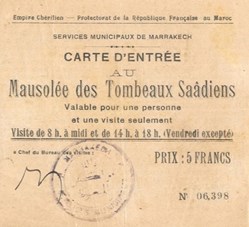 Empire Chérifien — Protectorat de la République Française au Maroc
SERVICES MUNICIPAUX DE MARRAKECH
CARTE D'ENTRÉE
AU
Mausolée des Tombeaux Saâdiens
Valable pour une personne
et une visite seulement
Visite de 8 h. à midi et de 14 h. à 18 h. (Vendredi excepté)
Le Chef du Bureau des
PRIX : 5 FRANCS
N° 06,398